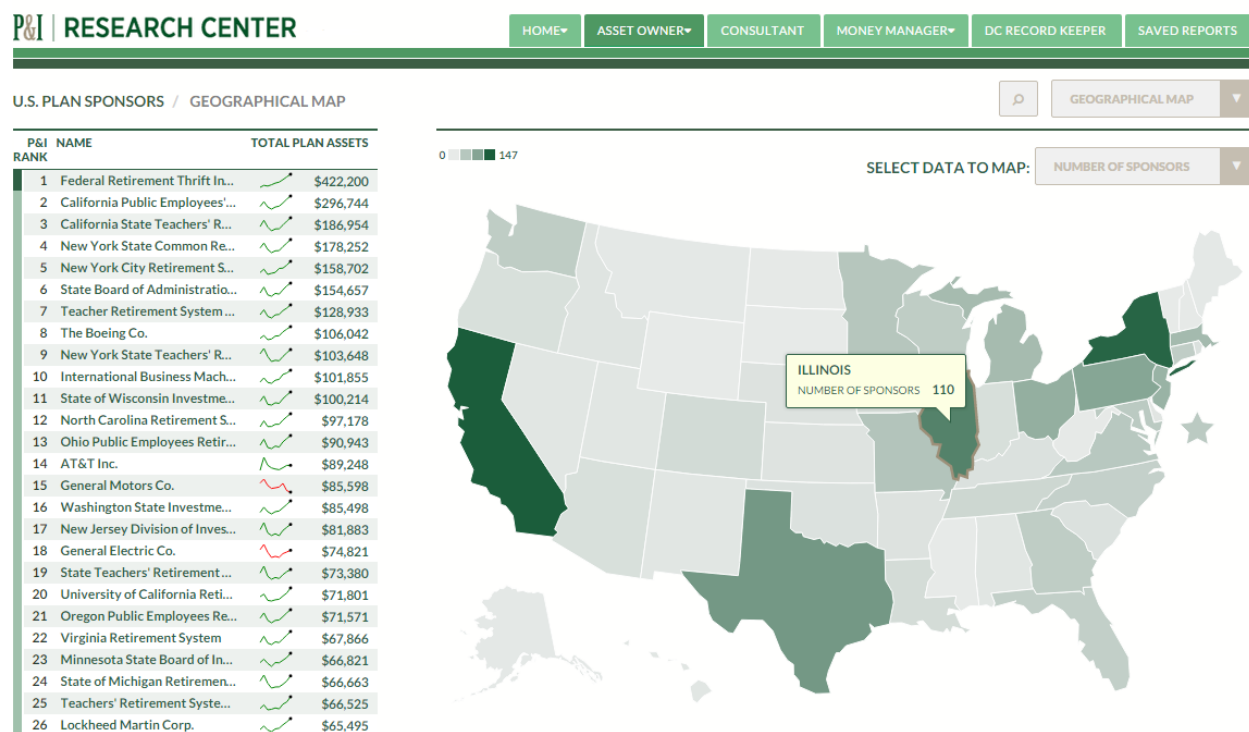 P&I | RESEARCH CENTER
HOME▾ ASSET OWNER▾ CONSULTANT MONEY MANAGER▾ DC RECORD KEEPER SAVED REPORTS
U.S. PLAN SPONSORS / GEOGRAPHICAL MAP
GEOGRAPHICAL MAP ▼
P&I RANK NAME TOTAL PLAN ASSETS
1 Federal Retirement Thrift In... $422,200
2 California Public Employees'... $296,744
3 California State Teachers' R... $186,954
4 New York State Common Re... $178,252
5 New York City Retirement S... $158,702
6 State Board of Administratio... $154,657
7 Teacher Retirement System ... $128,933
8 The Boeing Co. $106,042
9 New York State Teachers' R... $103,648
10 International Business Mach... $101,855
11 State of Wisconsin Investme... $100,214
12 North Carolina Retirement S... $97,178
13 Ohio Public Employees Retir... $90,943
14 AT&T Inc. $89,248
15 General Motors Co. $85,598
16 Washington State Investme... $85,498
17 New Jersey Division of Inves... $81,883
18 General Electric Co. $74,821
19 State Teachers' Retirement ... $73,380
20 University of California Reti... $71,801
21 Oregon Public Employees Re... $71,571
22 Virginia Retirement System $67,866
23 Minnesota State Board of In... $66,821
24 State of Michigan Retiremen... $66,663
25 Teachers' Retirement Syste... $66,525
26 Lockheed Martin Corp. $65,495
0 147
SELECT DATA TO MAP: NUMBER OF SPONSORS ▼
ILLINOIS
NUMBER OF SPONSORS 110